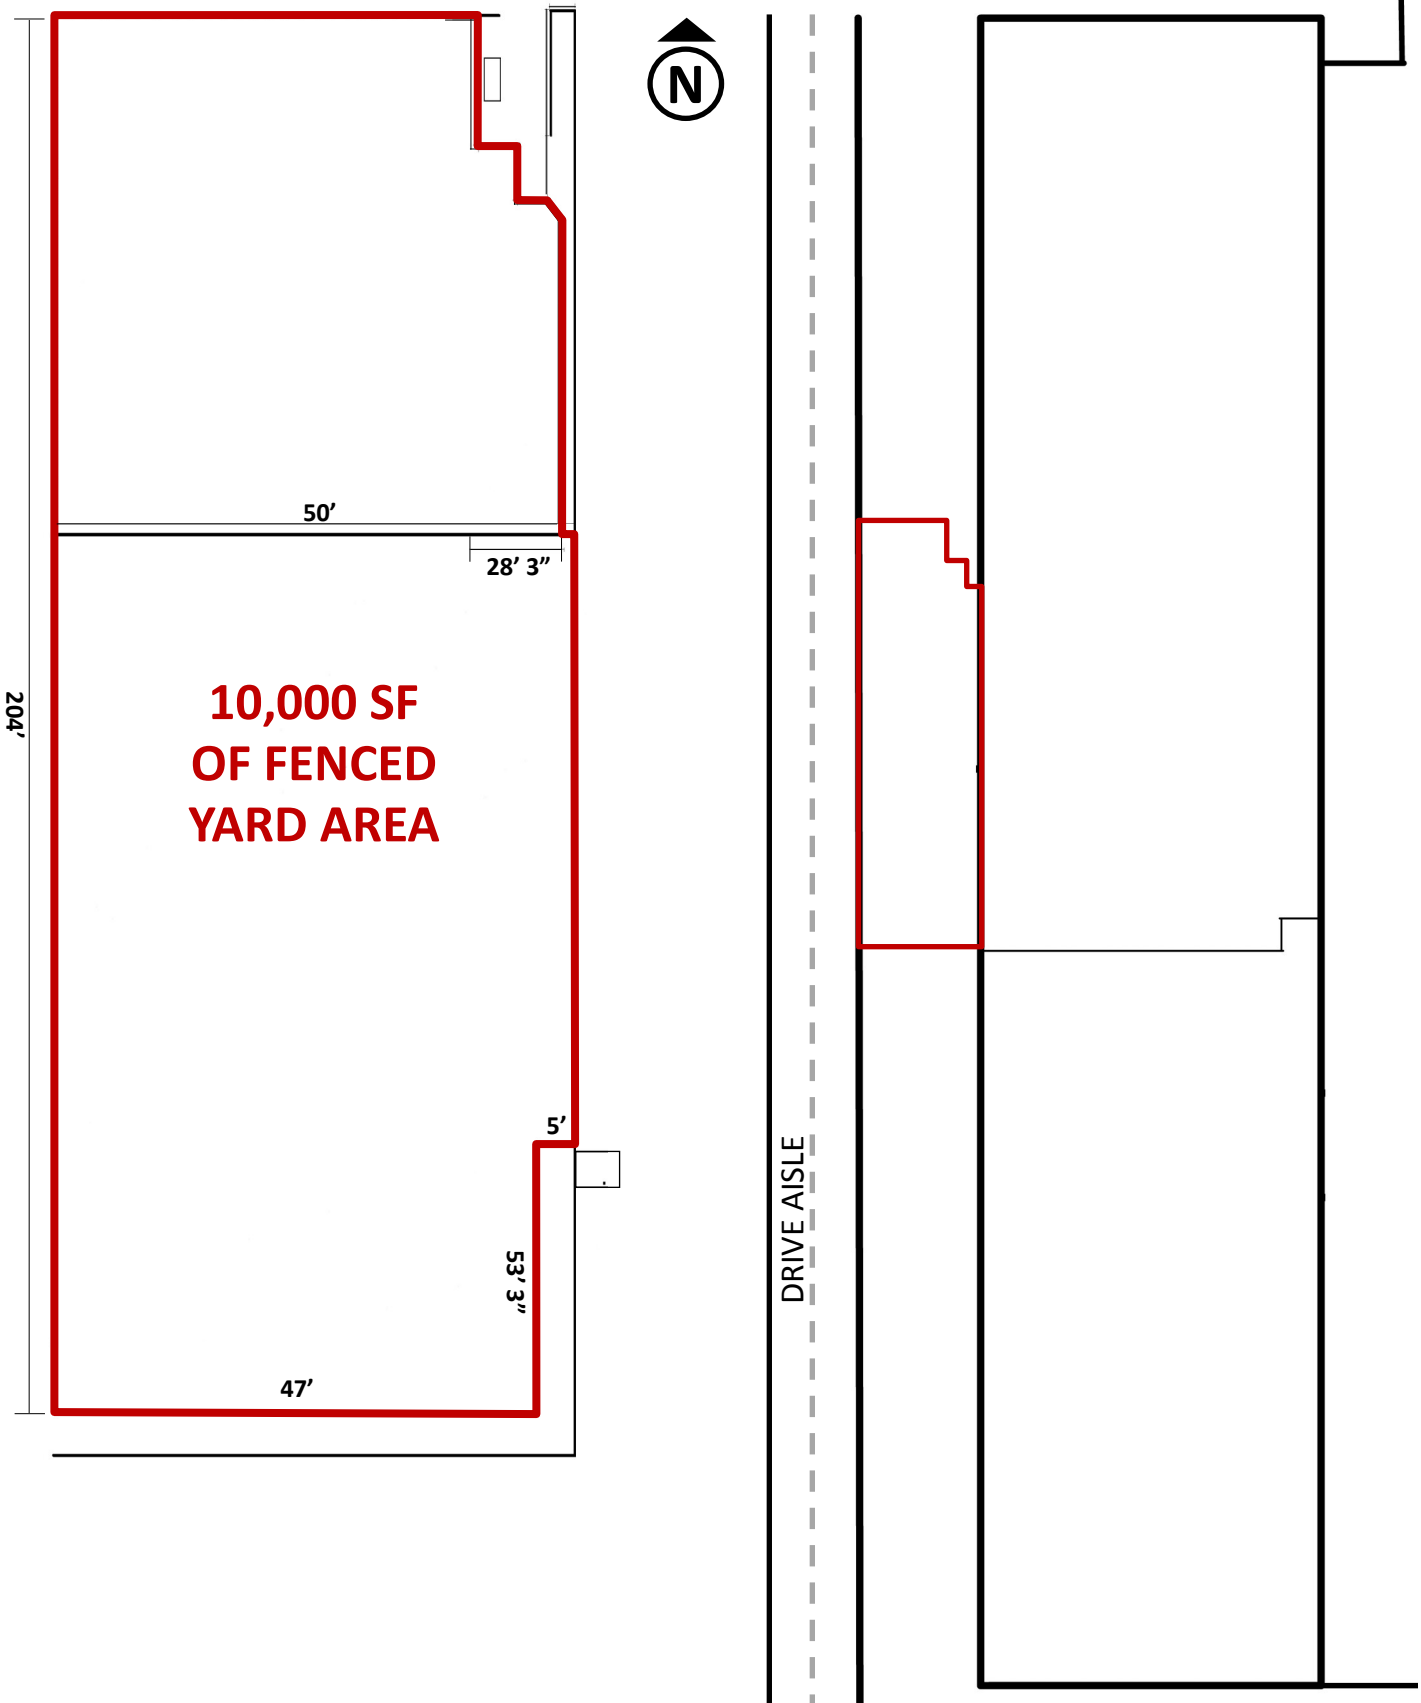 N
50’
28’ 3”
204’
10,000 SF
OF FENCED
YARD AREA
5’
53’ 3”
47’
DRIVE AISLE